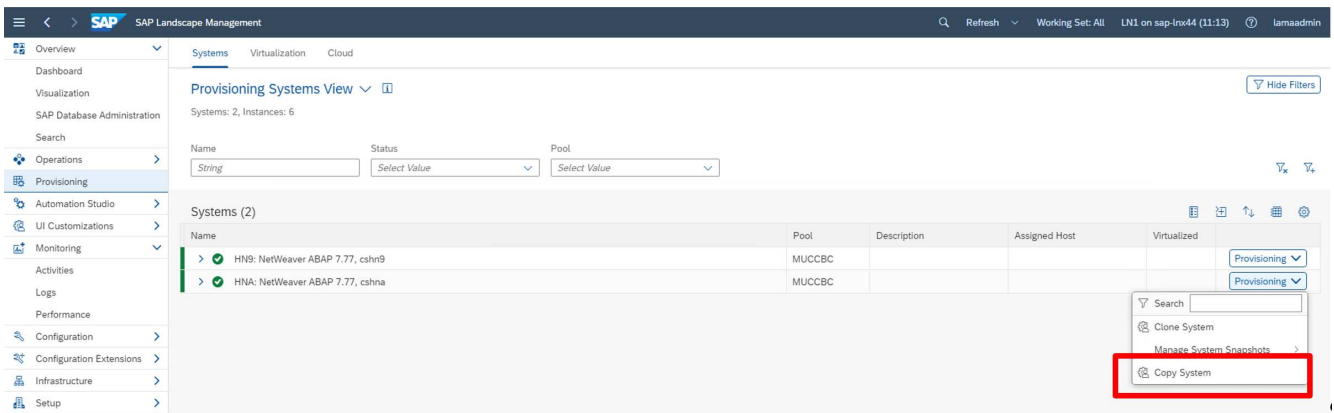 SAP SAP Landscape Management Refresh Working Set: All LN1 on sap-lnx44 (11:13) lamaadmin
Overview
Dashboard
Visualization
SAP Database Administration
Search
Operations
Provisioning
Automation Studio
UI Customizations
Monitoring
Activities
Logs
Performance
Configuration
Configuration Extensions
Infrastructure
Setup
Systems Virtualization Cloud
Provisioning Systems View
Hide Filters
Systems: 2, Instances: 6
Name Status Pool
String Select Value Select Value
Systems (2)
Name Pool Description Assigned Host Virtualized
HN9: NetWeaver ABAP 7.77, cshn9 MUCCBC Provisioning
HNA: NetWeaver ABAP 7.77, cshna MUCCBC Provisioning
Search
Clone System
Manage System Snapshots
Copy System